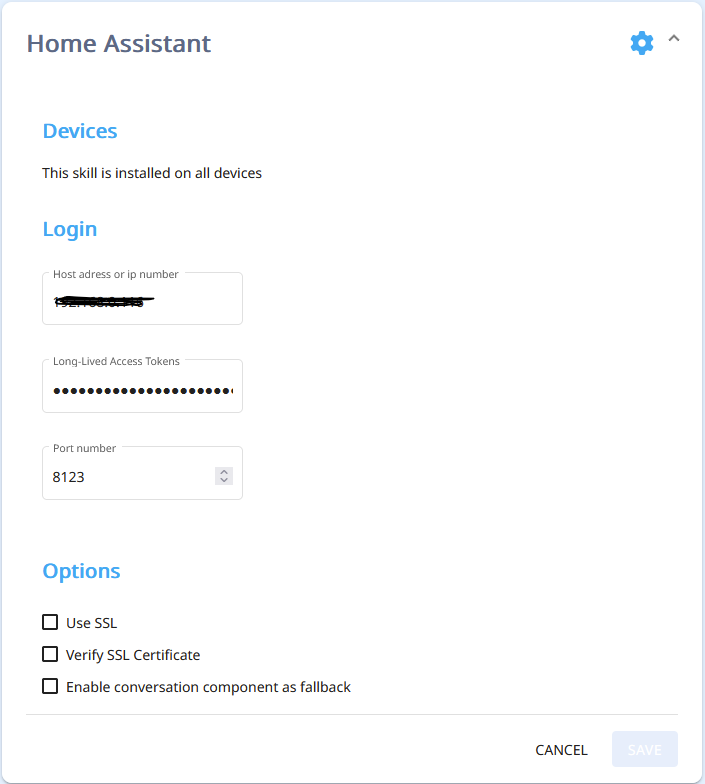 Home Assistant
Devices
This skill is installed on all devices
Login
Host adress or ip number
Long-Lived Access Tokens
●●●●●●●●●●●●●●●●●●●●●●
Port number
8123
Options
Use SSL
Verify SSL Certificate
Enable conversation component as fallback
CANCEL
SAVE